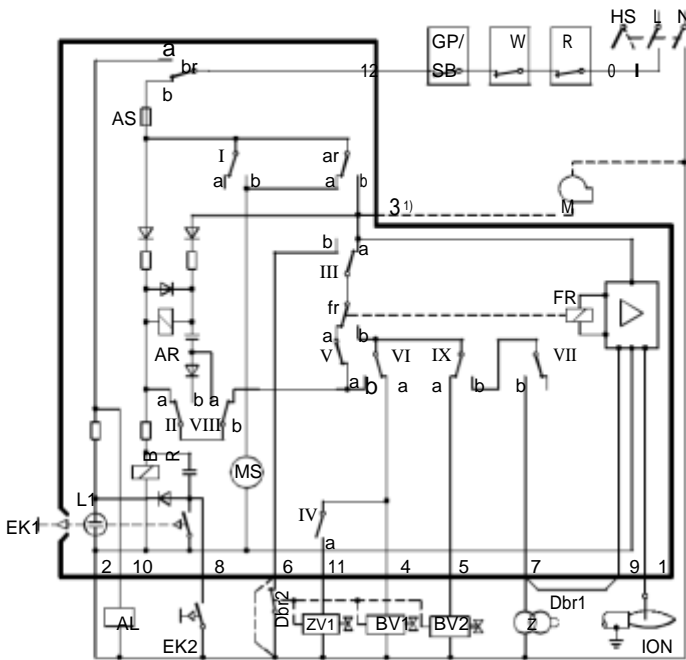 HS L N
a GP/ W R
br 12 SB 0 I
b
AS
I ar
a b a b
3 1) M
b a
III
fr FR
a b
AR V VI IX VII
a b a a b a b b
II VIII b
B
R MS
L1 IV
EK1 a
2 10 8 6 11 4 5 7 9 1
Dbr2 Dbr1
AL ZV1 BV1 BV2 Z
EK2 ION